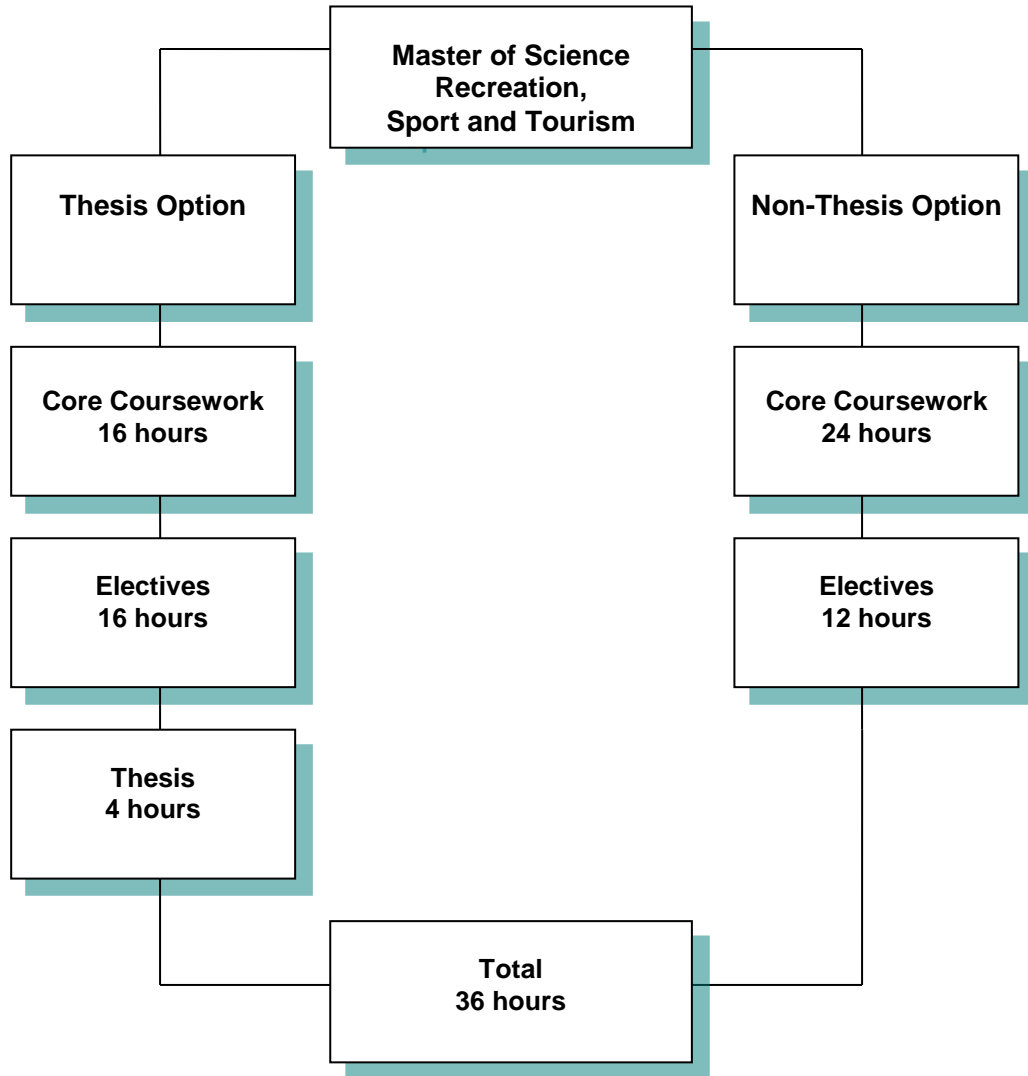 Master of Science
Recreation,
Sport and Tourism
Thesis Option
Non-Thesis Option
Core Coursework
16 hours
Core Coursework
24 hours
Electives
16 hours
Electives
12 hours
Thesis
4 hours
Total
36 hours